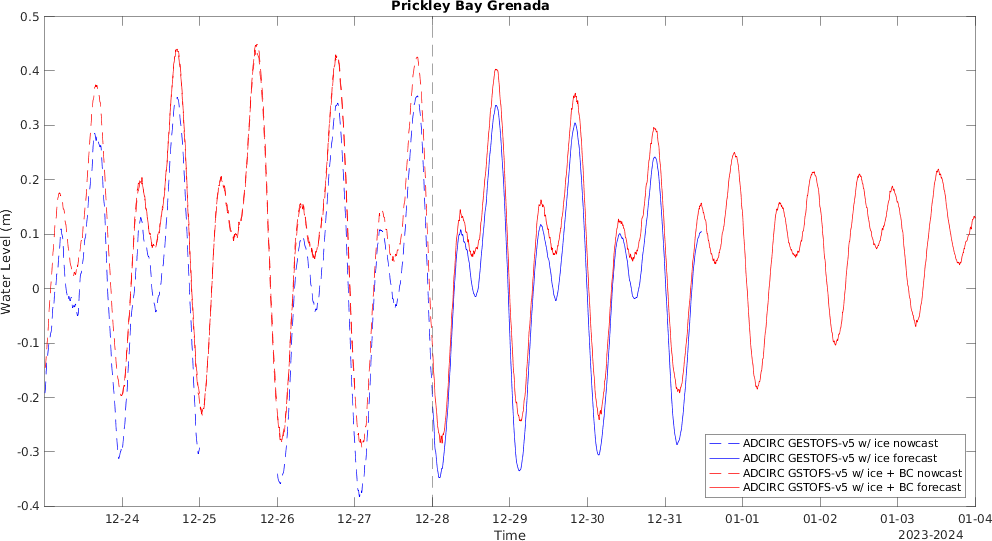 Prickley Bay Grenada
0.5
0.4
0.3
0.2
0.1
0
-0.1
-0.2
-0.3
-0.4
Water Level (m)
12-24 12-25 12-26 12-27 12-28 12-29 12-30 12-31 01-01 01-02 01-03 01-04
Time
2023-2024
ADCIRC GESTOFS-v5 w/ ice nowcast
ADCIRC GESTOFS-v5 w/ ice forecast
ADCIRC GSTOFS-v5 w/ ice + BC nowcast
ADCIRC GSTOFS-v5 w/ ice + BC forecast